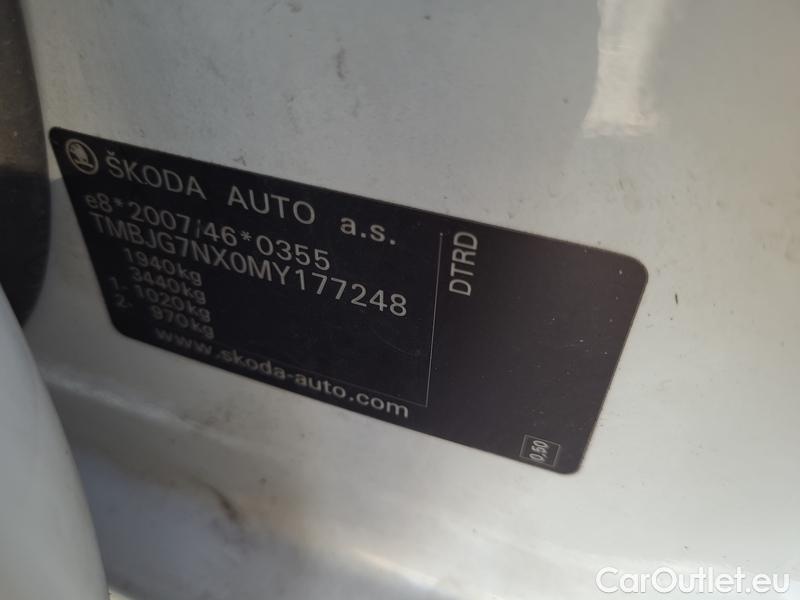 ŠKODA AUTO a.s.
e8*2007/46*0355
TMBJG7NX0MY177248
1940kg
3440kg
1- 1020kg
2- 970kg
www.skoda-auto.com
DTRD
0,50
CarOutlet.eu